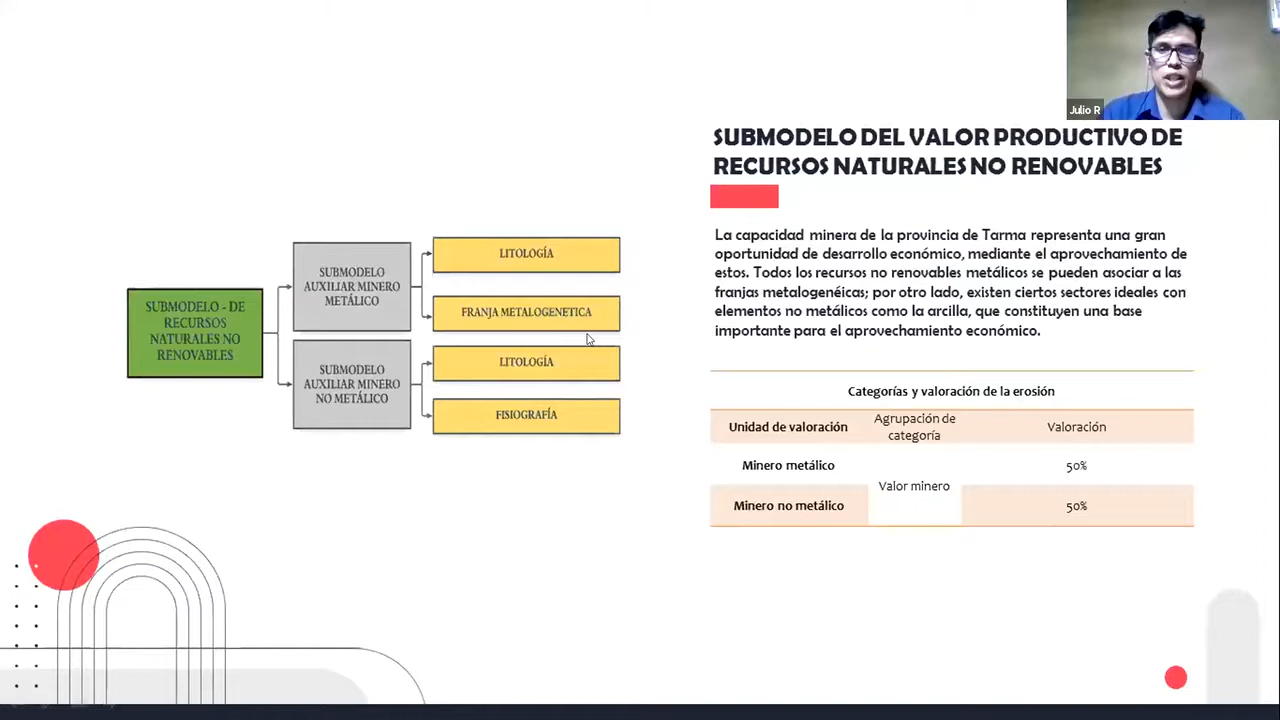 Julio R
SUBMODELO DEL VALOR PRODUCTIVO DE
RECURSOS NATURALES NO RENOVABLES
La capacidad minera de la provincia de Tarma representa una gran
oportunidad de desarrollo económico, mediante el aprovechamiento de
estos. Todos los recursos no renovables metálicos se pueden asociar a las
franjas metalogenéicas; por otro lado, existen ciertos sectores ideales con
elementos no metálicos como la arcilla, que constituyen una base
importante para el aprovechamiento económico.
SUBMODELO - DE
RECURSOS
NATURALES NO
RENOVABLES
SUBMODELO
AUXILIAR MINERO
METÁLICO
LITOLOGÍA
FRANJA METALOGENETICA
SUBMODELO
AUXILIAR MINERO
NO METÁLICO
LITOLOGÍA
FISIOGRAFÍA
Categorías y valoración de la erosión
Unidad de valoración
Agrupación de
categoría
Valoración
Minero metálico
50%
Valor minero
Minero no metálico
50%